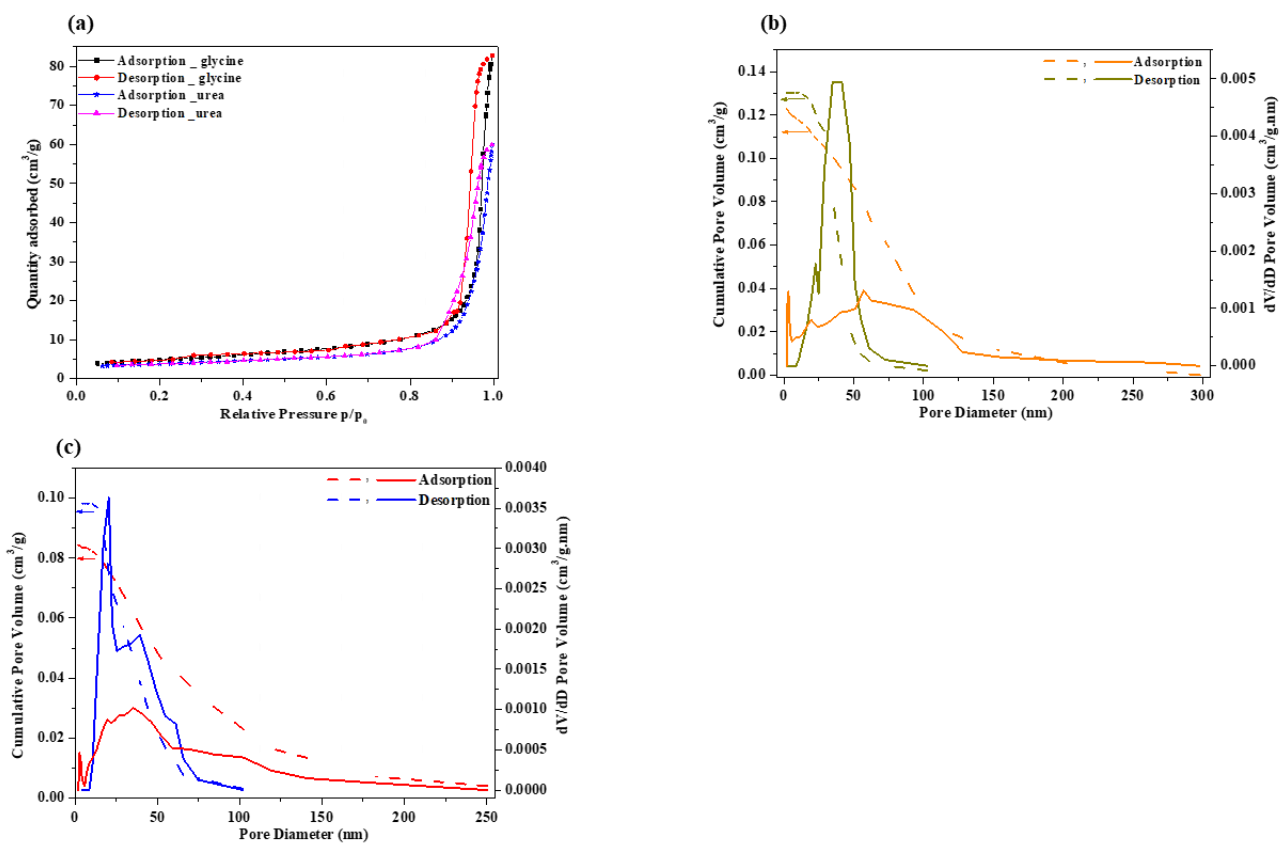 (a)
Adsorption _ glycine
Desorption _ glycine
Adsorption _urea
Desorption _urea
Quantity adsorbed (cm³/g)
80
70
60
50
40
30
20
10
0
0.0 0.2 0.4 0.6 0.8 1.0
Relative Pressure p/p₀
(b)
, Adsorption
, Desorption
Cumulative Pore Volume (cm³/g)
0.14
0.12
0.10
0.08
0.06
0.04
0.02
0.00
0.005
0.004
0.003
0.002
0.001
0.000
dV/dD Pore Volume (cm³/g.nm)
0 50 100 150 200 250 300
Pore Diameter (nm)
(c)
, Adsorption
, Desorption
Cumulative Pore Volume (cm³/g)
0.10
0.08
0.06
0.04
0.02
0.00
0.0040
0.0035
0.0030
0.0025
0.0020
0.0015
0.0010
0.0005
0.0000
dV/dD Pore Volume (cm³/g.nm)
0 50 100 150 200 250
Pore Diameter (nm)